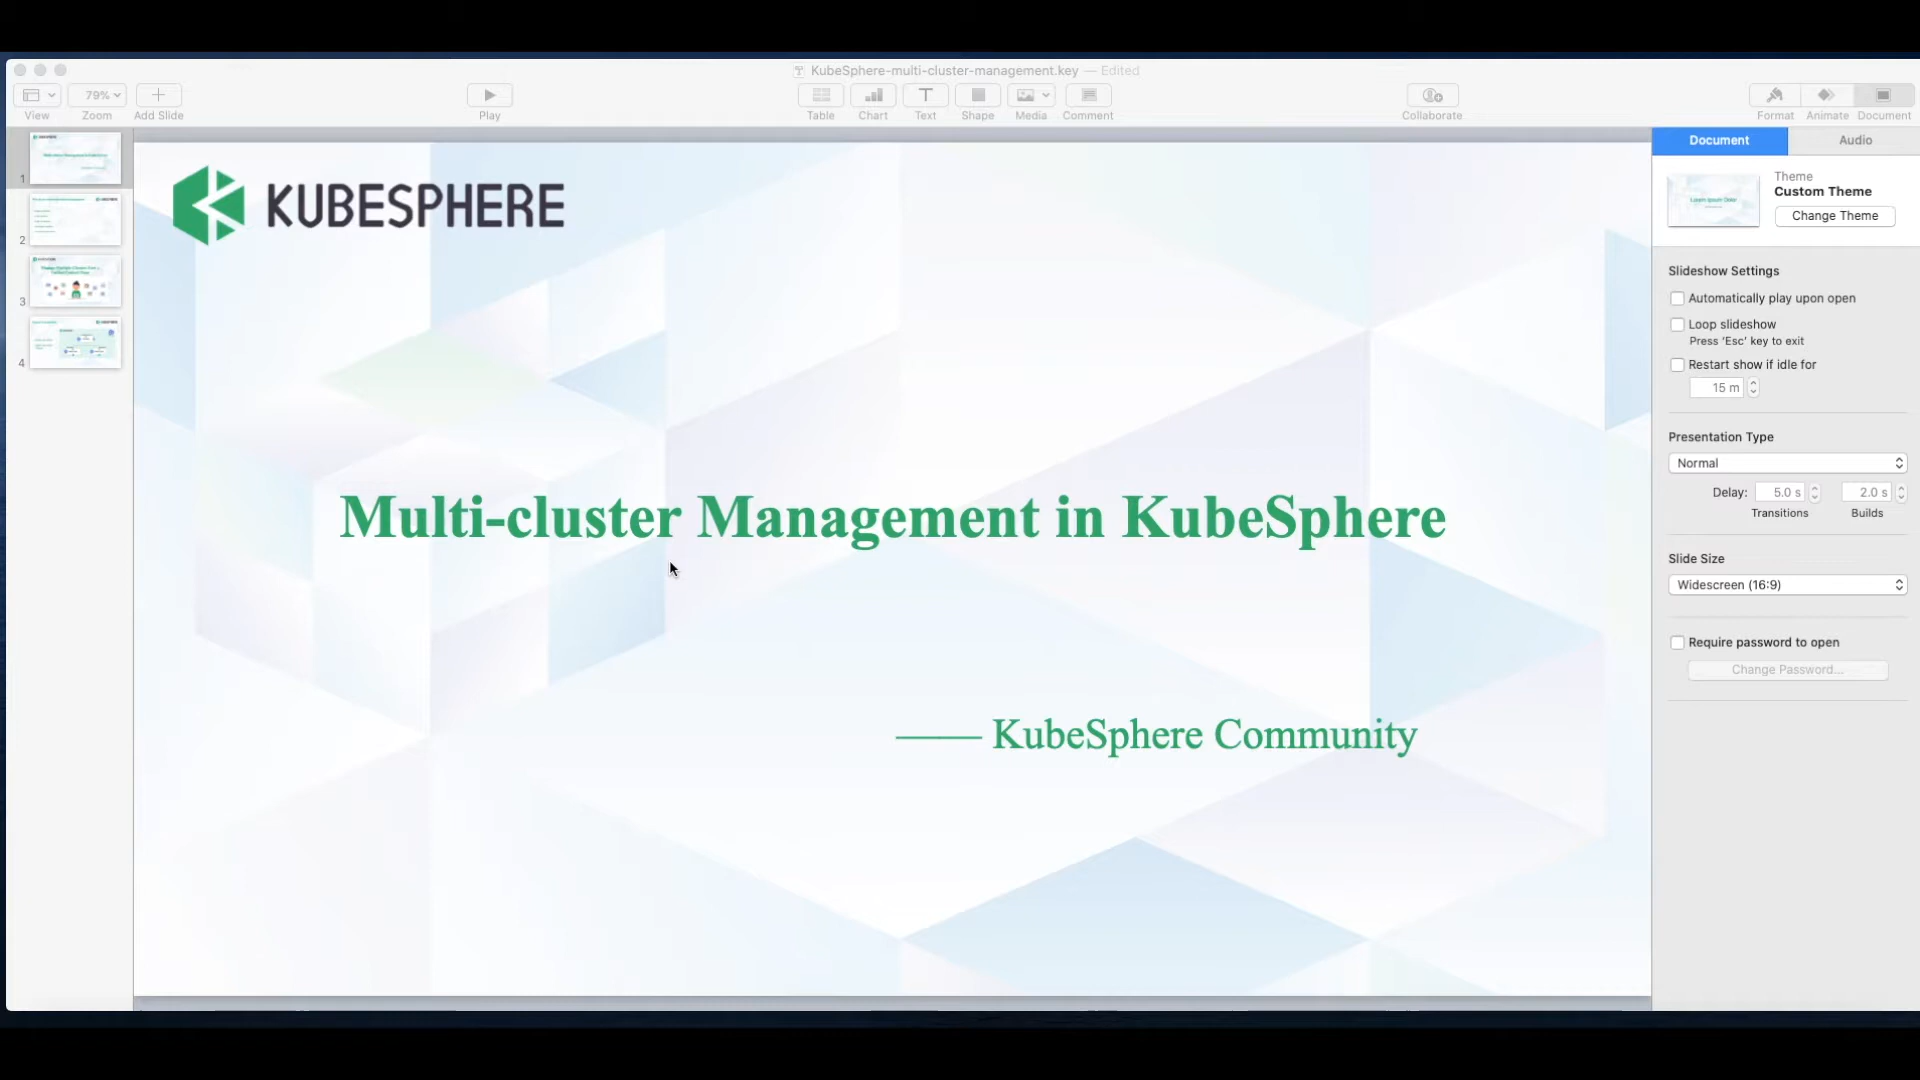 KubeSphere-multi-cluster-management.key — Edited
79%
View
Zoom
Add Slide
Play
Table
Chart
Text
Shape
Media
Comment
Collaborate
Format
Animate
Document
1
2
3
4
KUBESPHERE
Multi-cluster Management in KubeSphere
—— KubeSphere Community
Document
Audio
Theme
Custom Theme
Change Theme
Slideshow Settings
Automatically play upon open
Loop slideshow
Press ‘Esc’ key to exit
Restart show if idle for
15 m
Presentation Type
Normal
Delay:
5.0 s
2.0 s
Transitions
Builds
Slide Size
Widescreen (16:9)
Require password to open
Change Password...